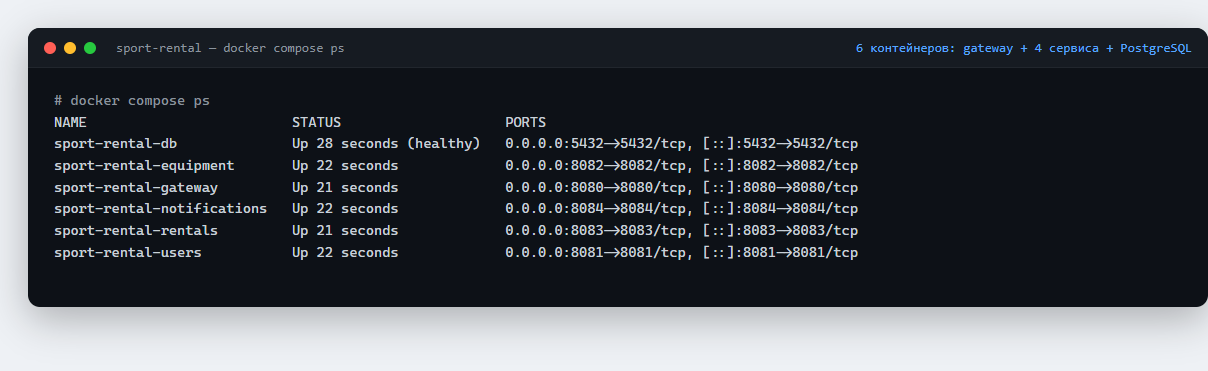 sport-rental — docker compose ps
6 контейнеров: gateway + 4 сервиса + PostgreSQL
# docker compose ps
NAME STATUS PORTS
sport-rental-db Up 28 seconds (healthy) 0.0.0.0:5432->5432/tcp, [::]:5432->5432/tcp
sport-rental-equipment Up 22 seconds 0.0.0.0:8082->8082/tcp, [::]:8082->8082/tcp
sport-rental-gateway Up 21 seconds 0.0.0.0:8080->8080/tcp, [::]:8080->8080/tcp
sport-rental-notifications Up 22 seconds 0.0.0.0:8084->8084/tcp, [::]:8084->8084/tcp
sport-rental-rentals Up 21 seconds 0.0.0.0:8083->8083/tcp, [::]:8083->8083/tcp
sport-rental-users Up 22 seconds 0.0.0.0:8081->8081/tcp, [::]:8081->8081/tcp